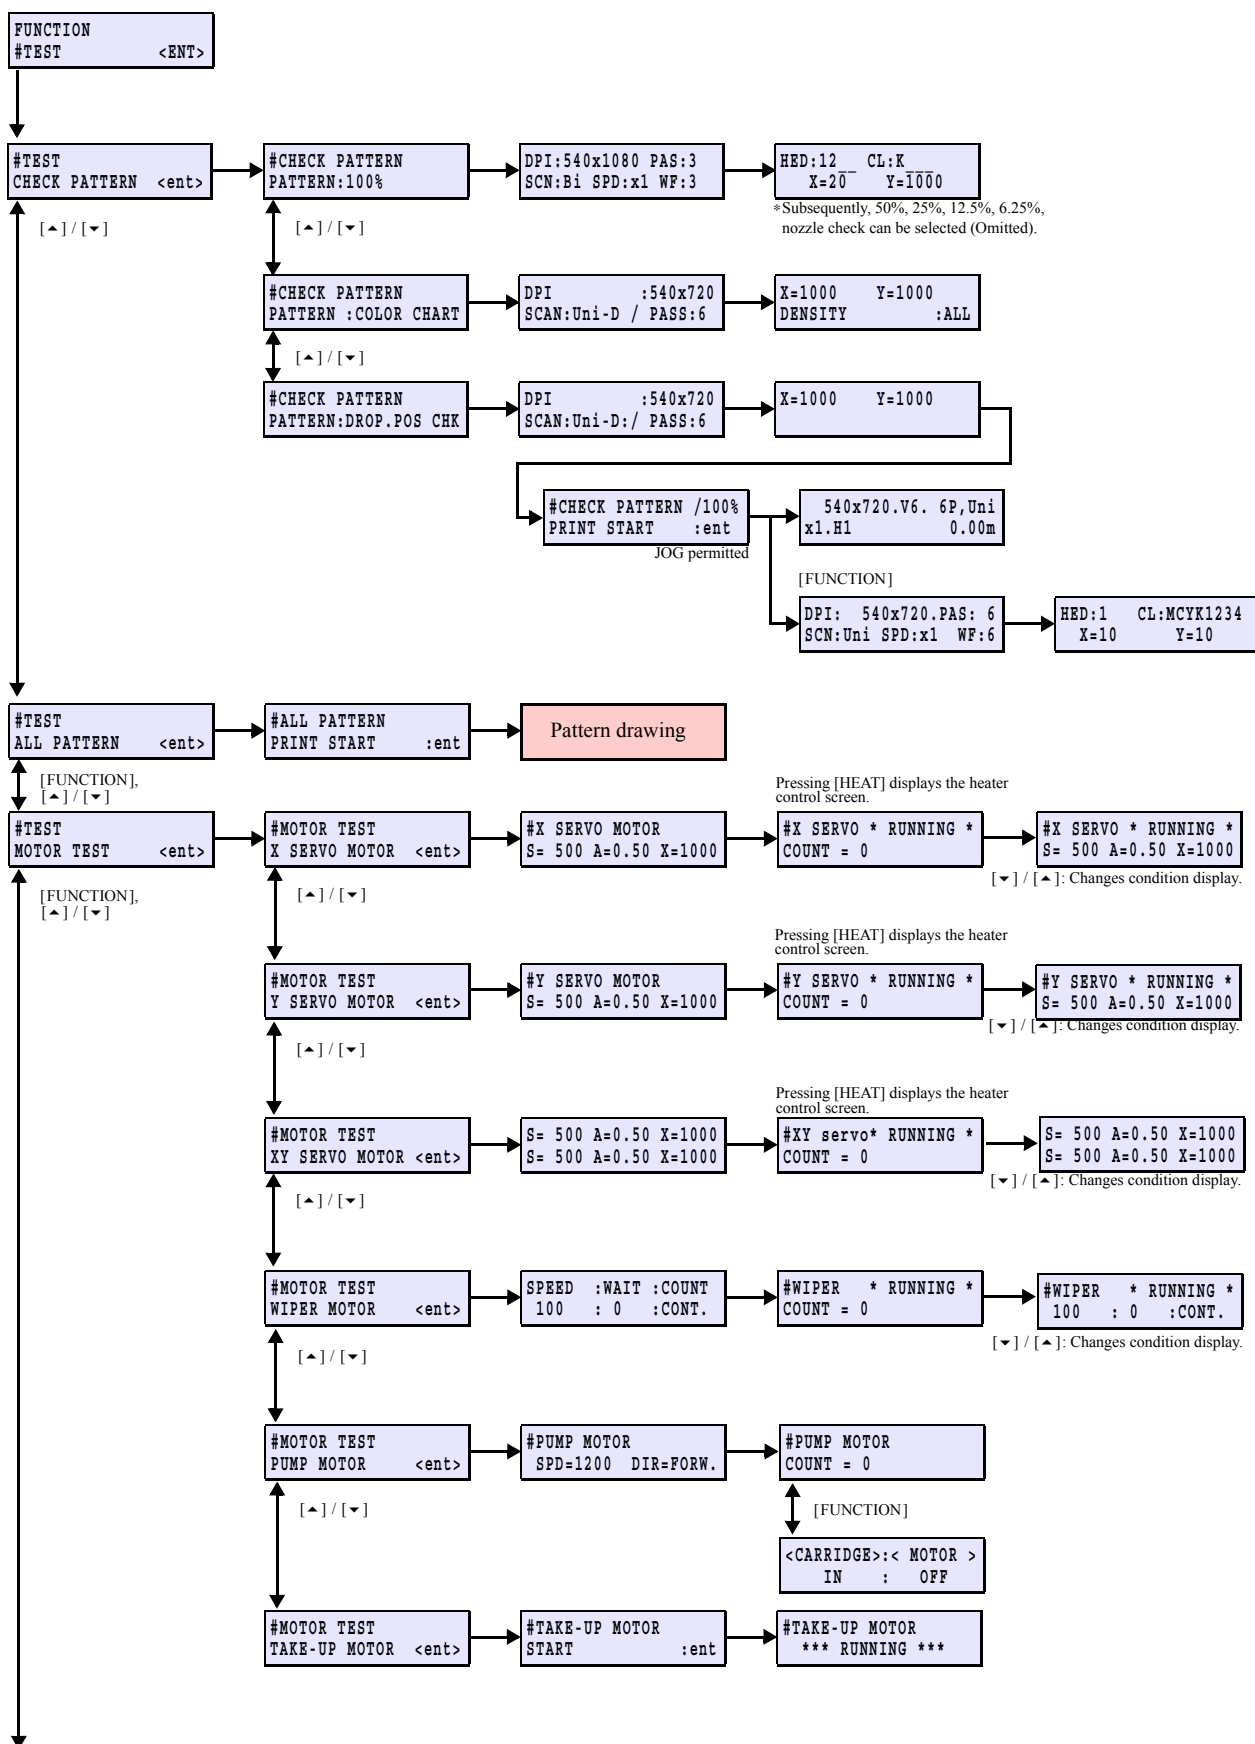 FUNCTION
#TEST <ENT>
#TEST
CHECK PATTERN <ent>
[▲] / [▼]
#CHECK PATTERN
PATTERN:100%
DPI:540x1080 PAS:3
SCN:Bi SPD:x1 WF:3
HED:12__ CL:K___
X=20 Y=1000
*Subsequently, 50%, 25%, 12.5%, 6.25%,
nozzle check can be selected (Omitted).
[▲] / [▼]
#CHECK PATTERN
PATTERN :COLOR CHART
DPI :540x720
SCAN:Uni-D / PASS:6
X=1000 Y=1000
DENSITY :ALL
[▲] / [▼]
#CHECK PATTERN
PATTERN:DROP.POS CHK
DPI :540x720
SCAN:Uni-D:/ PASS:6
X=1000 Y=1000
#CHECK PATTERN /100%
PRINT START :ent
JOG permitted
540x720.V6. 6P,Uni
x1.H1 0.00m
[FUNCTION]
DPI: 540x720.PAS: 6
SCN:Uni SPD:x1 WF:6
HED:1 CL:MCYK1234
X=10 Y=10
#TEST
ALL PATTERN <ent>
#ALL PATTERN
PRINT START :ent
Pattern drawing
[FUNCTION],
[▲] / [▼]
#TEST
MOTOR TEST <ent>
[FUNCTION],
[▲] / [▼]
#MOTOR TEST
X SERVO MOTOR <ent>
#X SERVO MOTOR
S= 500 A=0.50 X=1000
Pressing [HEAT] displays the heater
control screen.
#X SERVO * RUNNING *
COUNT = 0
#X SERVO * RUNNING *
S= 500 A=0.50 X=1000
[▼] / [▲]: Changes condition display.
[▲] / [▼]
#MOTOR TEST
Y SERVO MOTOR <ent>
#Y SERVO MOTOR
S= 500 A=0.50 X=1000
Pressing [HEAT] displays the heater
control screen.
#Y SERVO * RUNNING *
COUNT = 0
#Y SERVO * RUNNING *
S= 500 A=0.50 X=1000
[▼] / [▲]: Changes condition display.
[▲] / [▼]
#MOTOR TEST
XY SERVO MOTOR <ent>
S= 500 A=0.50 X=1000
S= 500 A=0.50 X=1000
Pressing [HEAT] displays the heater
control screen.
#XY servo* RUNNING *
COUNT = 0
S= 500 A=0.50 X=1000
S= 500 A=0.50 X=1000
[▼] / [▲]: Changes condition display.
[▲] / [▼]
#MOTOR TEST
WIPER MOTOR <ent>
SPEED :WAIT :COUNT
100 : 0 :CONT.
#WIPER * RUNNING *
COUNT = 0
#WIPER * RUNNING *
100 : 0 :CONT.
[▼] / [▲]: Changes condition display.
[▲] / [▼]
#MOTOR TEST
PUMP MOTOR <ent>
#PUMP MOTOR
SPD=1200 DIR=FORW.
#PUMP MOTOR
COUNT = 0
[▲] / [▼]
[FUNCTION]
<CARRIDGE>:< MOTOR >
IN : OFF
#MOTOR TEST
TAKE-UP MOTOR <ent>
#TAKE-UP MOTOR
START :ent
#TAKE-UP MOTOR
*** RUNNING ***